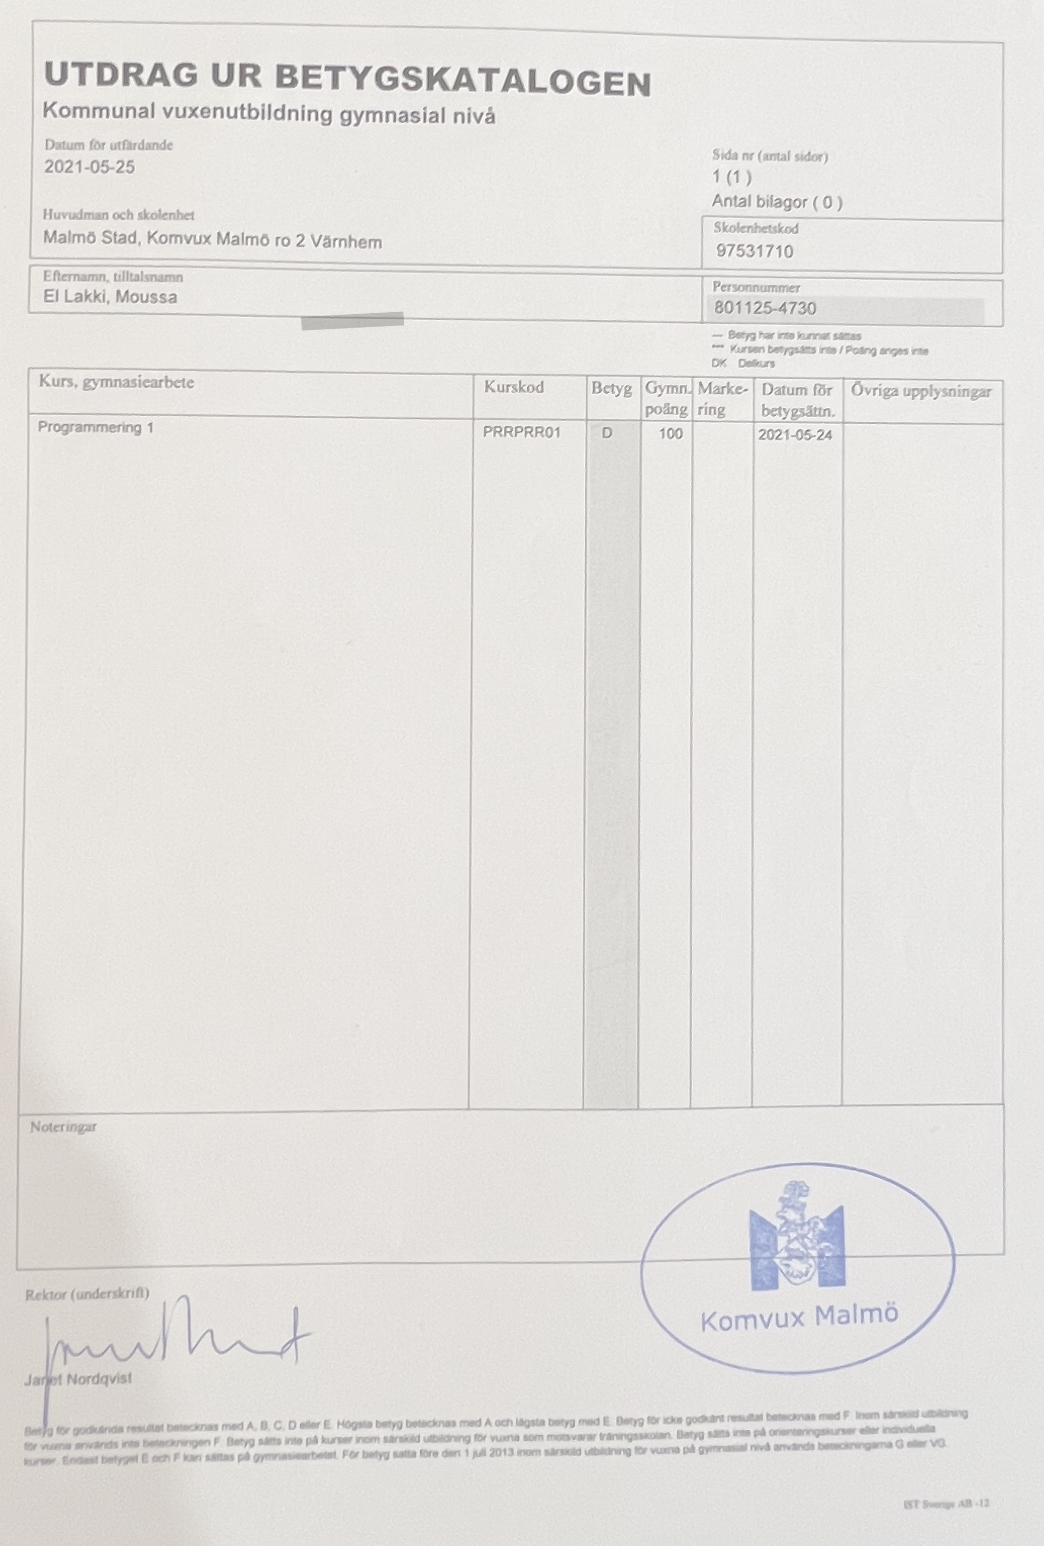 UTDRAG UR BETYGSKATALOGEN
Kommunal vuxenutbildning gymnasial nivå
Datum för utfärdande
2021-05-25
Sida nr (antal sidor)
1 (1 )
Antal bilagor ( 0 )
Huvudman och skolenhet
Malmö Stad, Komvux Malmö ro 2 Värnhem
Skolenhetskod
97531710
Efternamn, tilltalsnamn
El Lakki, Moussa
Personnummer
801125-4730
--- Betyg har inte kunnat sättas
*** Kursen betygsätts inte / Poäng anges inte
DK Delkurs
Kurs, gymnasiearbete Kurskod Betyg Gymn. poäng Marke-ring Datum för betygsättn. Övriga upplysningar
Programmering 1 PRRPRR01 D 100 2021-05-24
Noteringar
Komvux Malmö
Rektor (underskrift)
Janet Nordqvist
Betyg för godkända resultat betecknas med A, B, C, D eller E. Högsta betyg betecknas med A och lägsta betyg med E. Betyg för icke godkänt resultat betecknas med F. Inom särskild utbildning
för vuxna används inte beteckningen F. Betyg sätts inte på kurser inom särskild utbildning för vuxna som motsvarar träningsskolan. Betyg sätts inte på orienteringskurser eller individuella
kurser. Endast betyget E och F kan sättas på gymnasiearbetet. För betyg satta före den 1 juli 2013 inom särskild utbildning för vuxna på gymnasial nivå används beteckningarna G eller VG.
IST Sverige AB -12